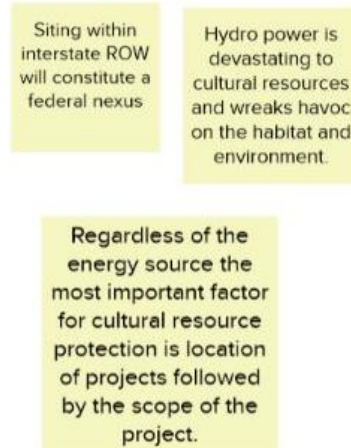 Siting within
interstate ROW
will constitute a
federal nexus
Hydro power is
devastating to
cultural resources
and wreaks havoc
on the habitat and
environment.
Regardless of the
energy source the
most important factor
for cultural resource
protection is location
of projects followed
by the scope of the
project.